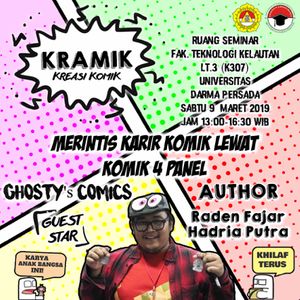 KRAMIK
KREASI KOMIK
RUANG SEMINAR
FAK. TEKNOLOGI KELAUTAN
LT.3 (K307)
UNIVERSITAS
DARMA PERSADA
SABTU 9 MARET 2019
JAM 13:00-16:30 WIB
MERINTIS KARIR KOMIK LEWAT
KOMIK 4 PANEL
GHOSTY's COMICS
AUTHOR
Raden Fajar
Hadria Putra
GUEST
STAR
KARYA
ANAK BANGSA
INI!
KHILAF
TERUS